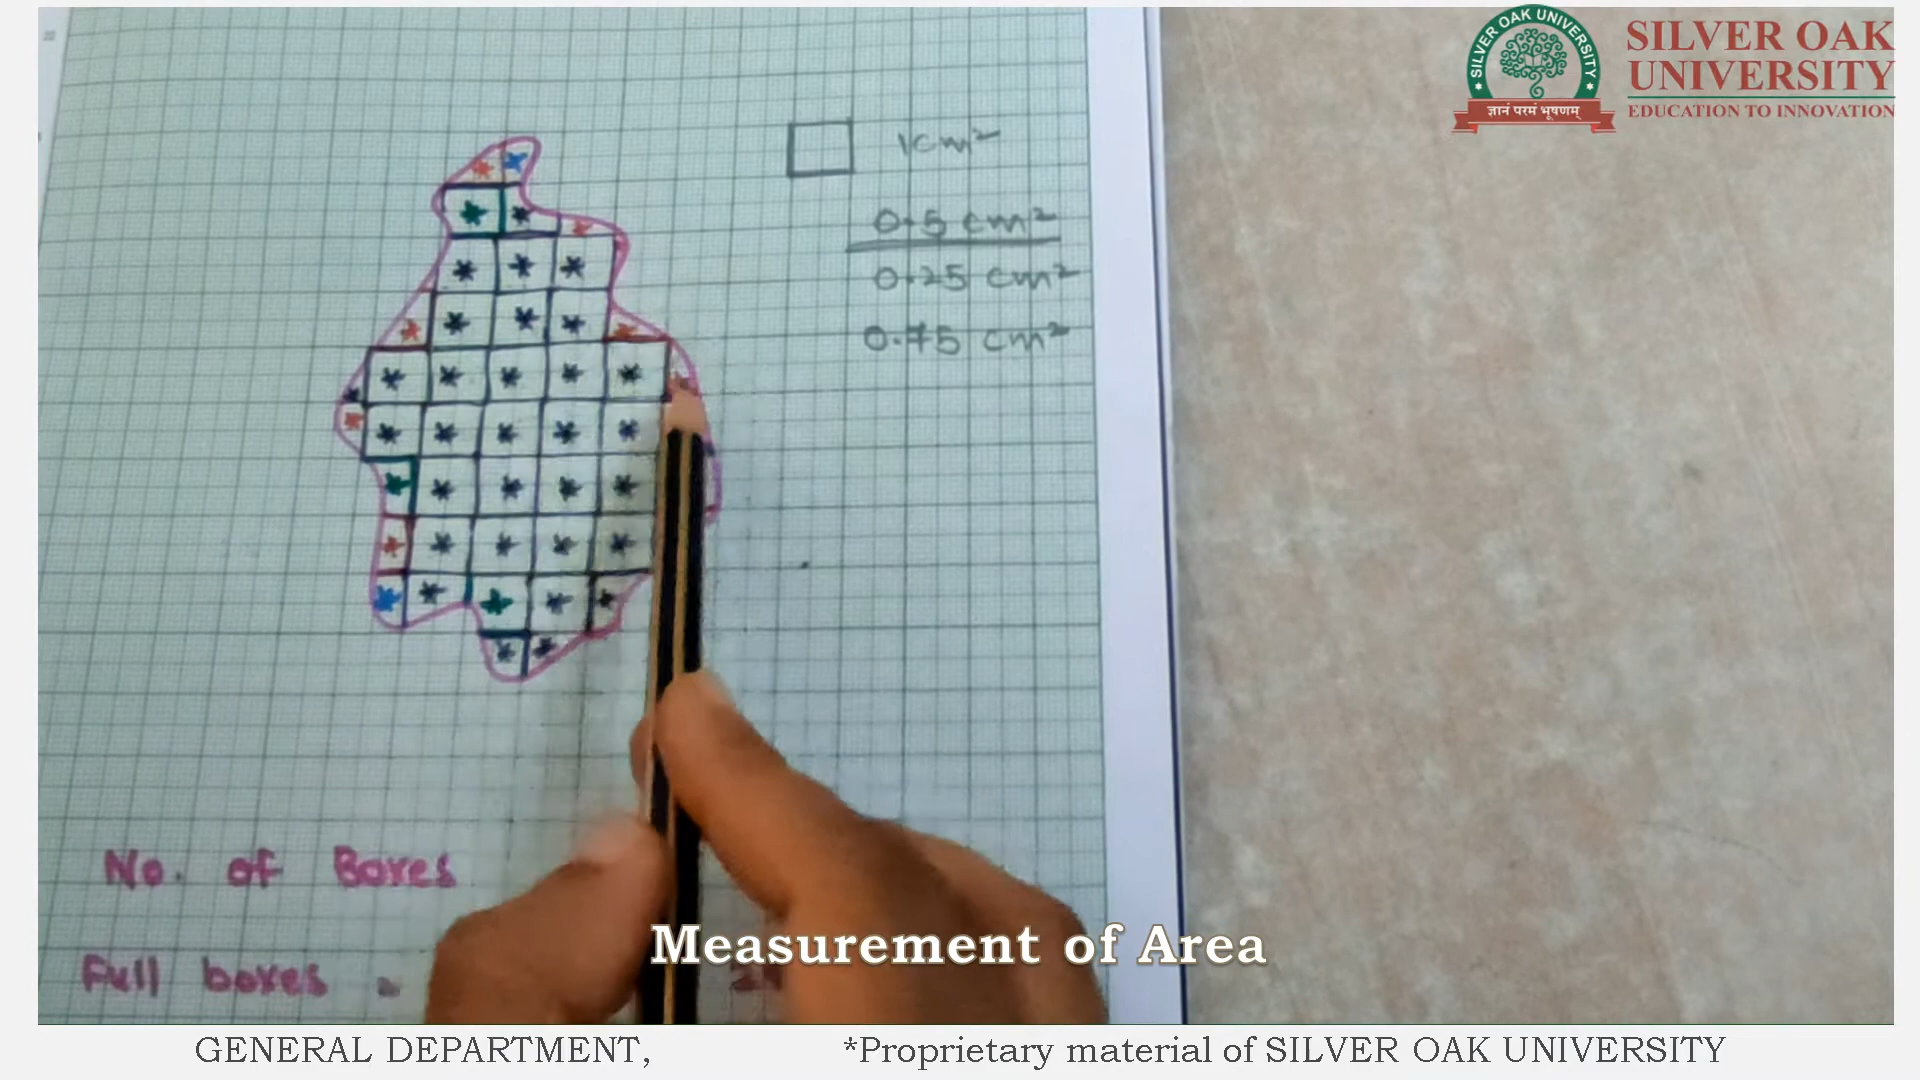 SILVER OAK UNIVERSITY
ज्ञानं परमं भूषणम्
SILVER OAK
UNIVERSITY
EDUCATION TO INNOVATION
1cm²
0.5 cm²
0.25 cm²
0.75 cm²
No. of Boxes
Full boxes =
Measurement of Area
GENERAL DEPARTMENT,
*Proprietary material of SILVER OAK UNIVERSITY